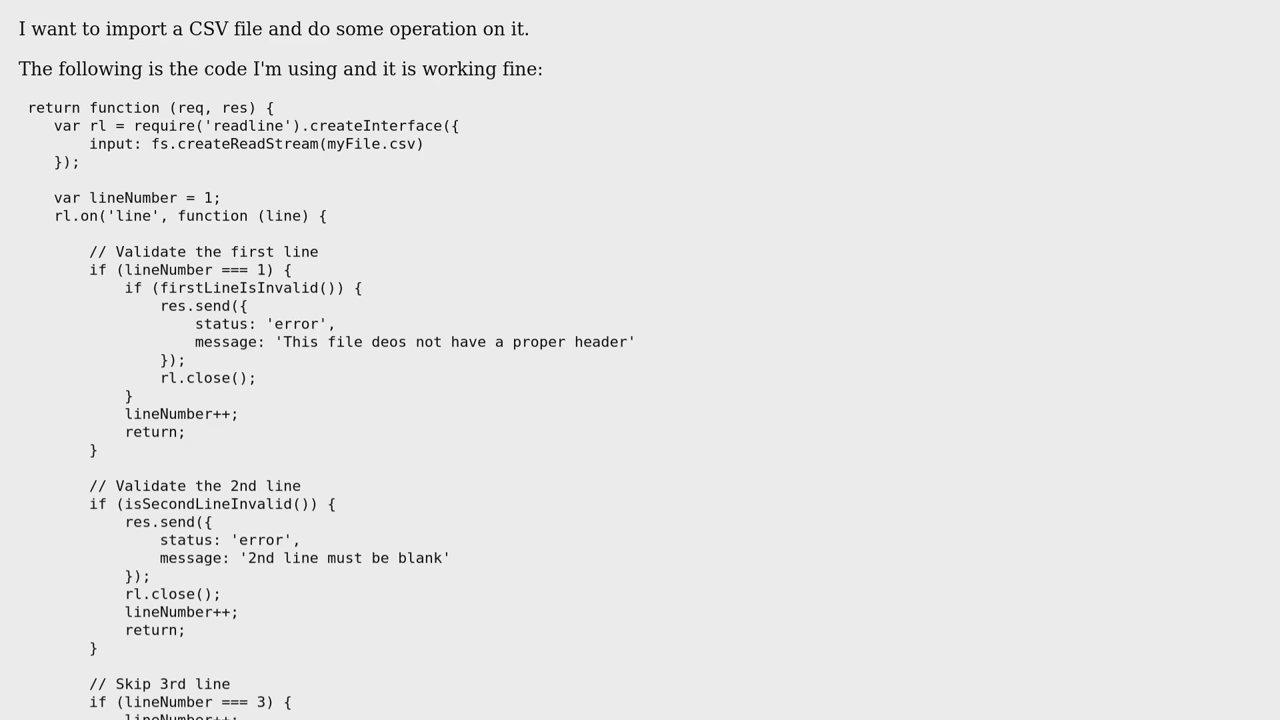 I want to import a CSV file and do some operation on it.
The following is the code I'm using and it is working fine:
return function (req, res) {
   var rl = require('readline').createInterface({
       input: fs.createReadStream(myFile.csv)
   });

   var lineNumber = 1;
   rl.on('line', function (line) {

       // Validate the first line
       if (lineNumber === 1) {
           if (firstLineIsInvalid()) {
               res.send({
                   status: 'error',
                   message: 'This file deos not have a proper header'
               });
               rl.close();
           }
           lineNumber++;
           return;
       }

       // Validate the 2nd line
       if (isSecondLineInvalid()) {
           res.send({
               status: 'error',
               message: '2nd line must be blank'
           });
           rl.close();
           lineNumber++;
           return;
       }

       // Skip 3rd line
       if (lineNumber === 3) {
           lineNumber++;